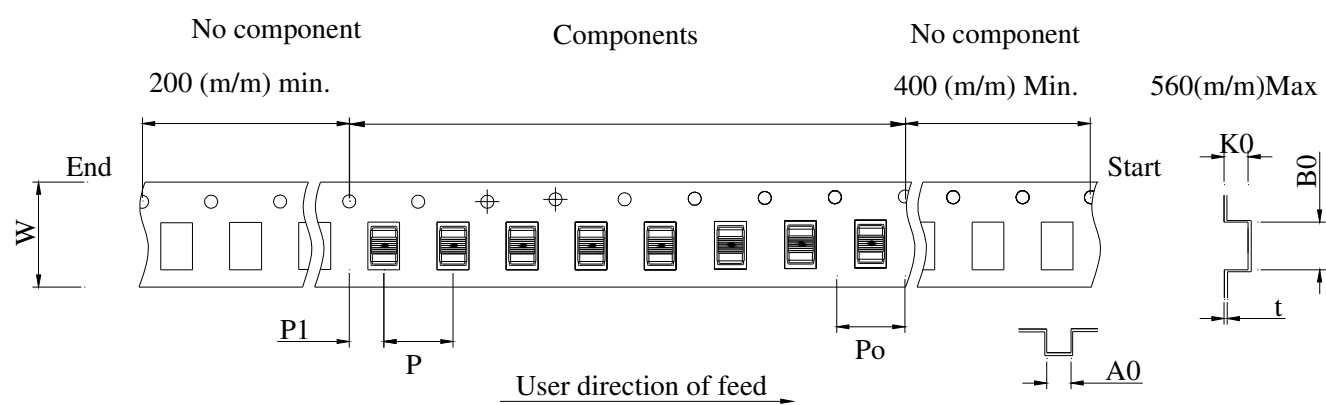 No component
Components
No component
200 (m/m) min.
400 (m/m) Min.
560(m/m)Max
End
Start
K0
B0
W
t
P1
P
Po
A0
User direction of feed